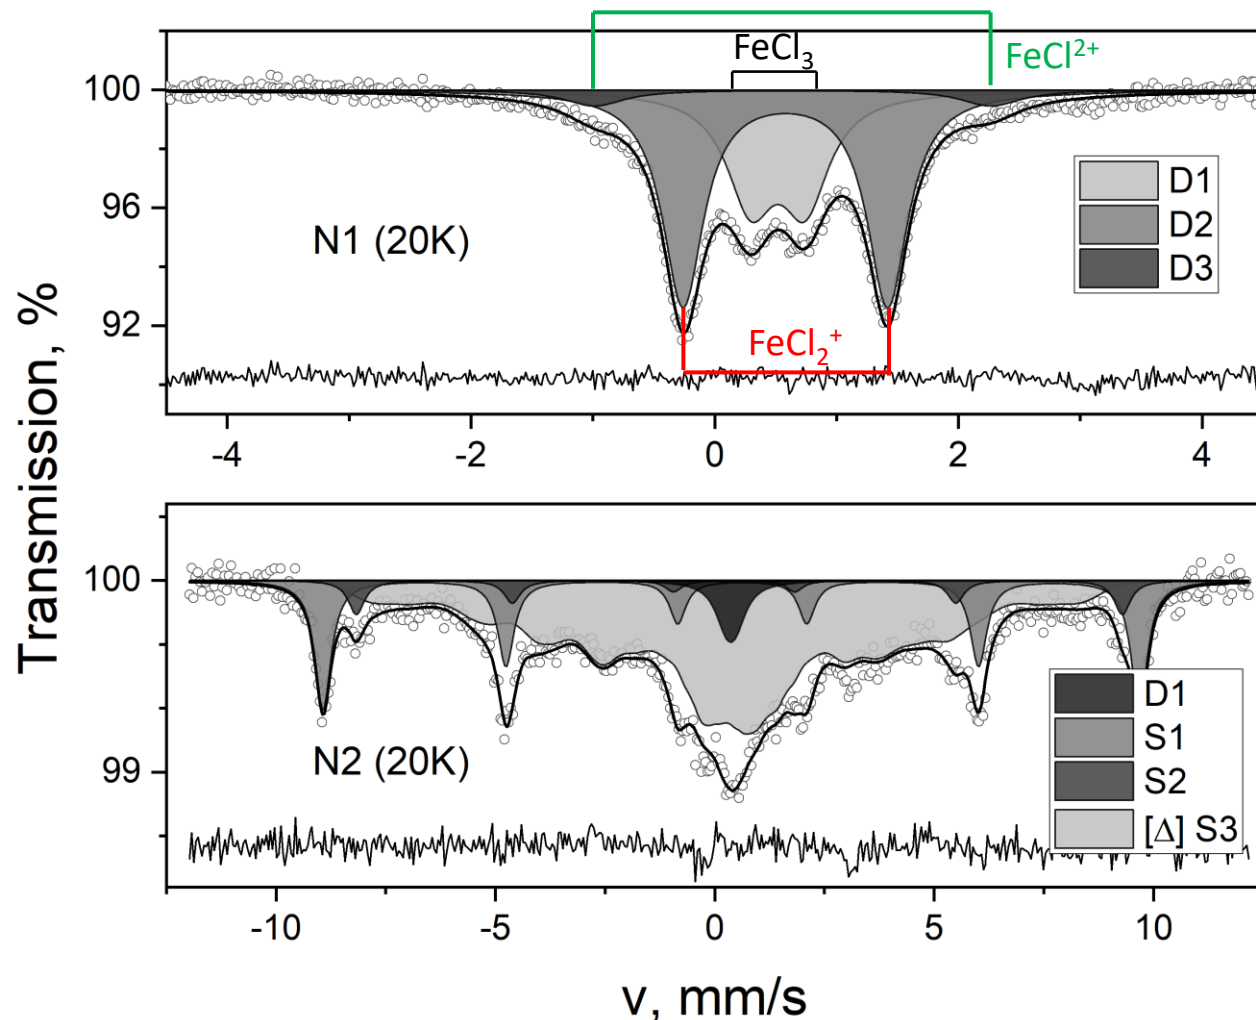 FeCl₃
FeCl²⁺
100
D1
D2
D3
96
N1 (20K)
92
FeCl₂⁺
-4
-2
0
2
4
Transmission, %
100
D1
S1
S2
[Δ] S3
99
N2 (20K)
-10
-5
0
5
10
v, mm/s